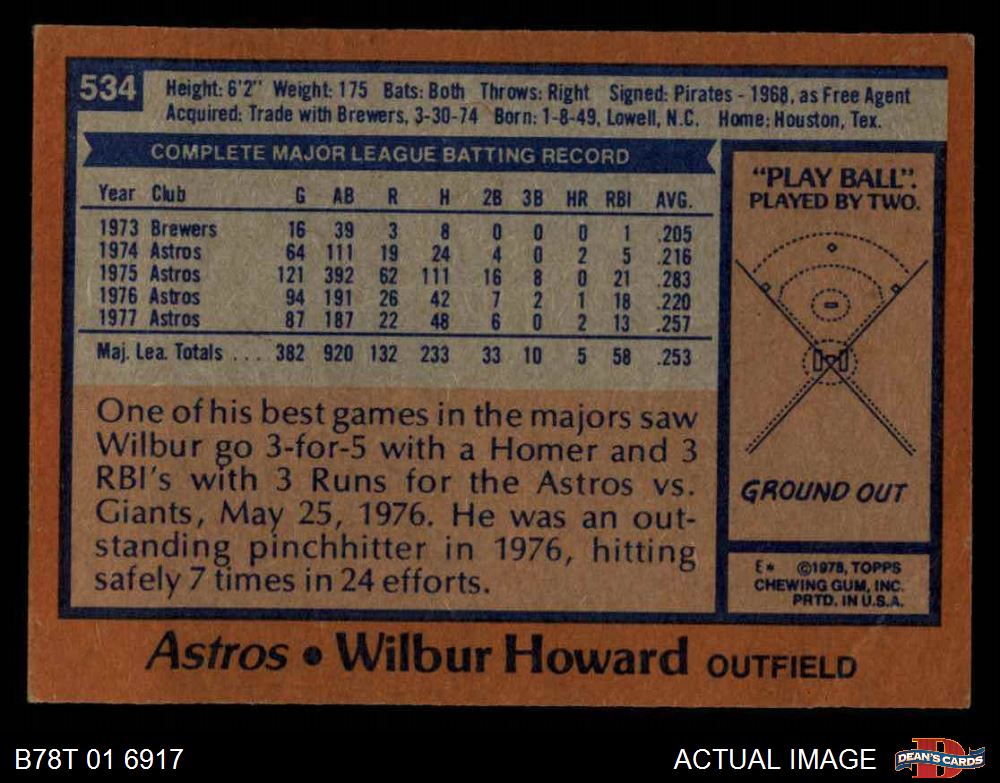 534
Height: 6'2" Weight: 175 Bats: Both Throws: Right Signed: Pirates - 1968, as Free Agent
Acquired: Trade with Brewers, 3-30-74 Born: 1-8-49, Lowell, N.C. Home: Houston, Tex.
COMPLETE MAJOR LEAGUE BATTING RECORD
Year Club G AB R H 2B 3B HR RBI AVG.
1973 Brewers 16 39 3 8 0 0 0 1 .205
1974 Astros 64 111 19 24 4 0 2 5 .216
1975 Astros 121 392 62 111 16 8 0 21 .283
1976 Astros 94 191 26 42 7 2 1 18 .220
1977 Astros 87 187 22 48 6 0 2 13 .257
Maj. Lea. Totals ... 382 920 132 233 33 10 5 58 .253
One of his best games in the majors saw
Wilbur go 3-for-5 with a Homer and 3
RBI's with 3 Runs for the Astros vs.
Giants, May 25, 1976. He was an out-
standing pinchhitter in 1976, hitting
safely 7 times in 24 efforts.
"PLAY BALL".
PLAYED BY TWO.
GROUND OUT
E* ©1978, TOPPS
CHEWING GUM, INC.
PRTD. IN U.S.A.
Astros • Wilbur Howard OUTFIELD
B78T 01 6917
ACTUAL IMAGE
D
DEAN'S CARDS